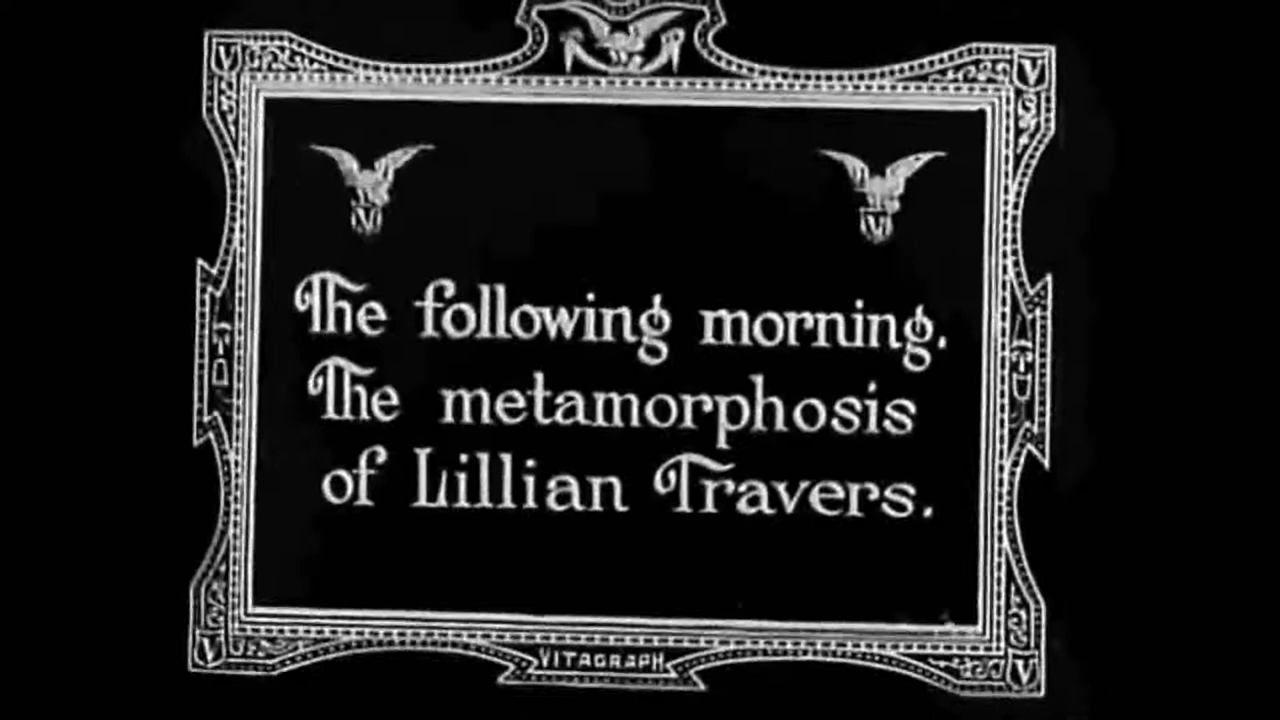 V V
V V
The following morning.
The metamorphosis
of Lillian Travers.
V VITAGRAPH V